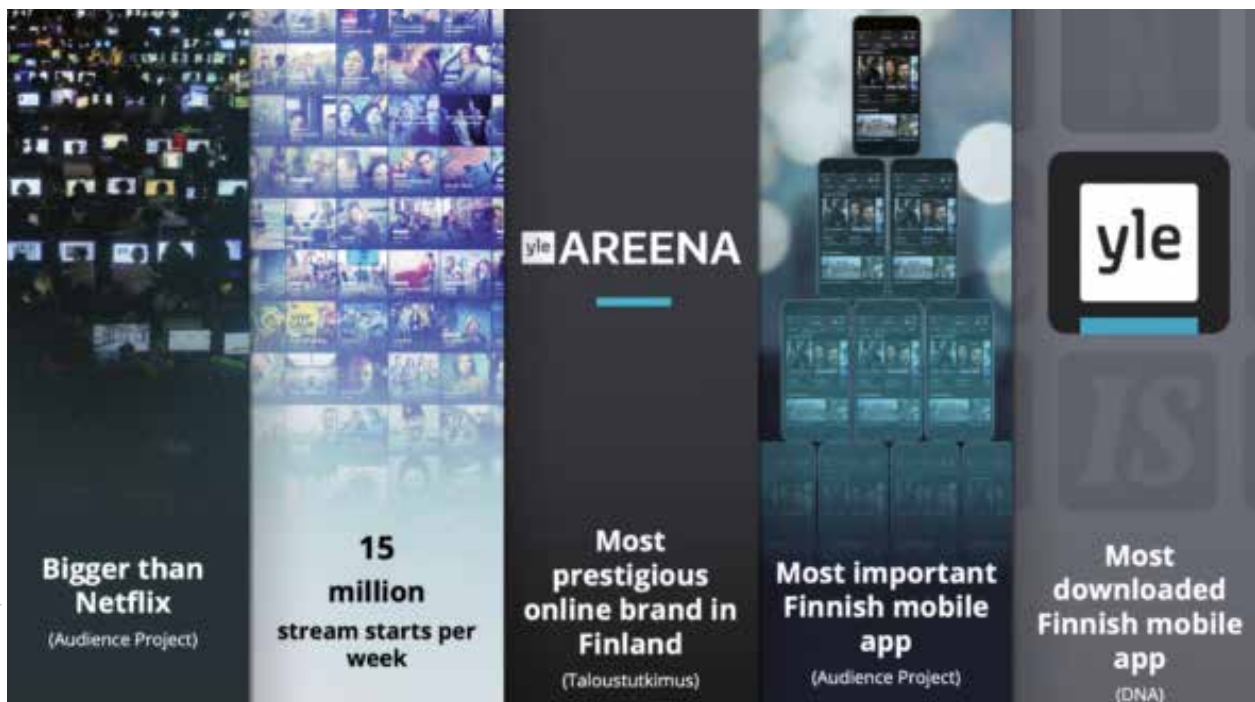 Bigger than
Netflix
(Audience Project)
15
million
stream starts per
week
yle AREENA
Most
prestigious
online brand in
Finland
(Taloustutkimus)
Most important
Finnish mobile
app
(Audience Project)
yle
IS
Most
downloaded
Finnish mobile
app
(DNA)